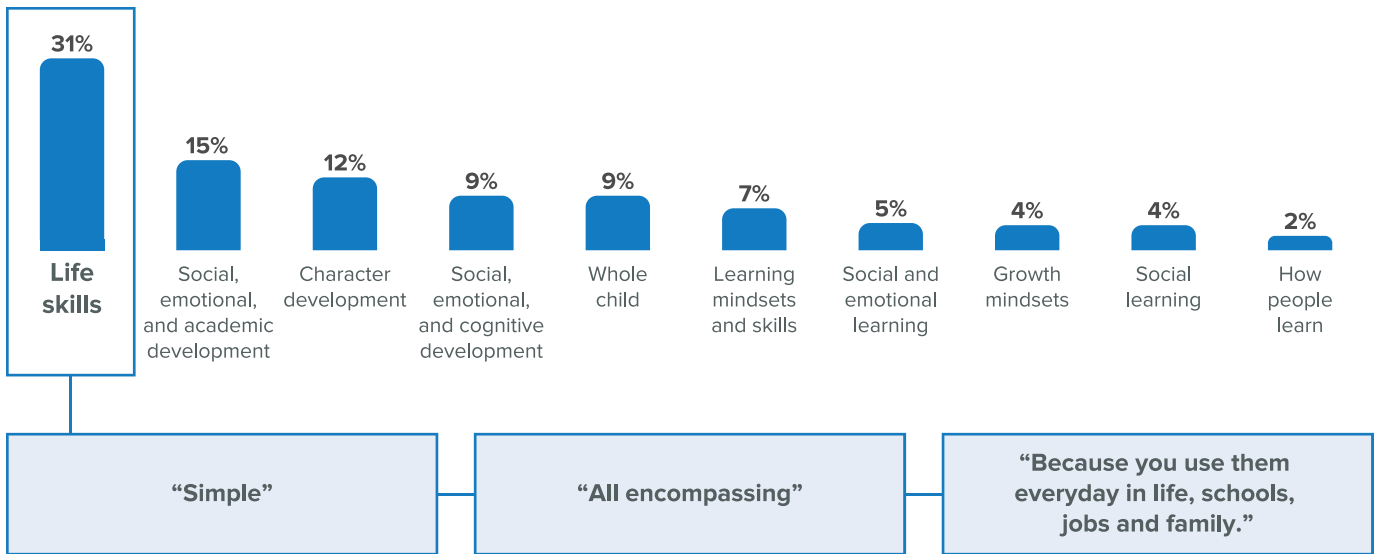 31%
Life
skills
15%
Social,
emotional,
and academic
development
12%
Character
development
9%
Social,
emotional,
and cognitive
development
9%
Whole
child
7%
Learning
mindsets
and skills
5%
Social and
emotional
learning
4%
Growth
mindsets
4%
Social
learning
2%
How
people
learn
“Simple”
“All encompassing”
“Because you use them
everyday in life, schools,
jobs and family.”